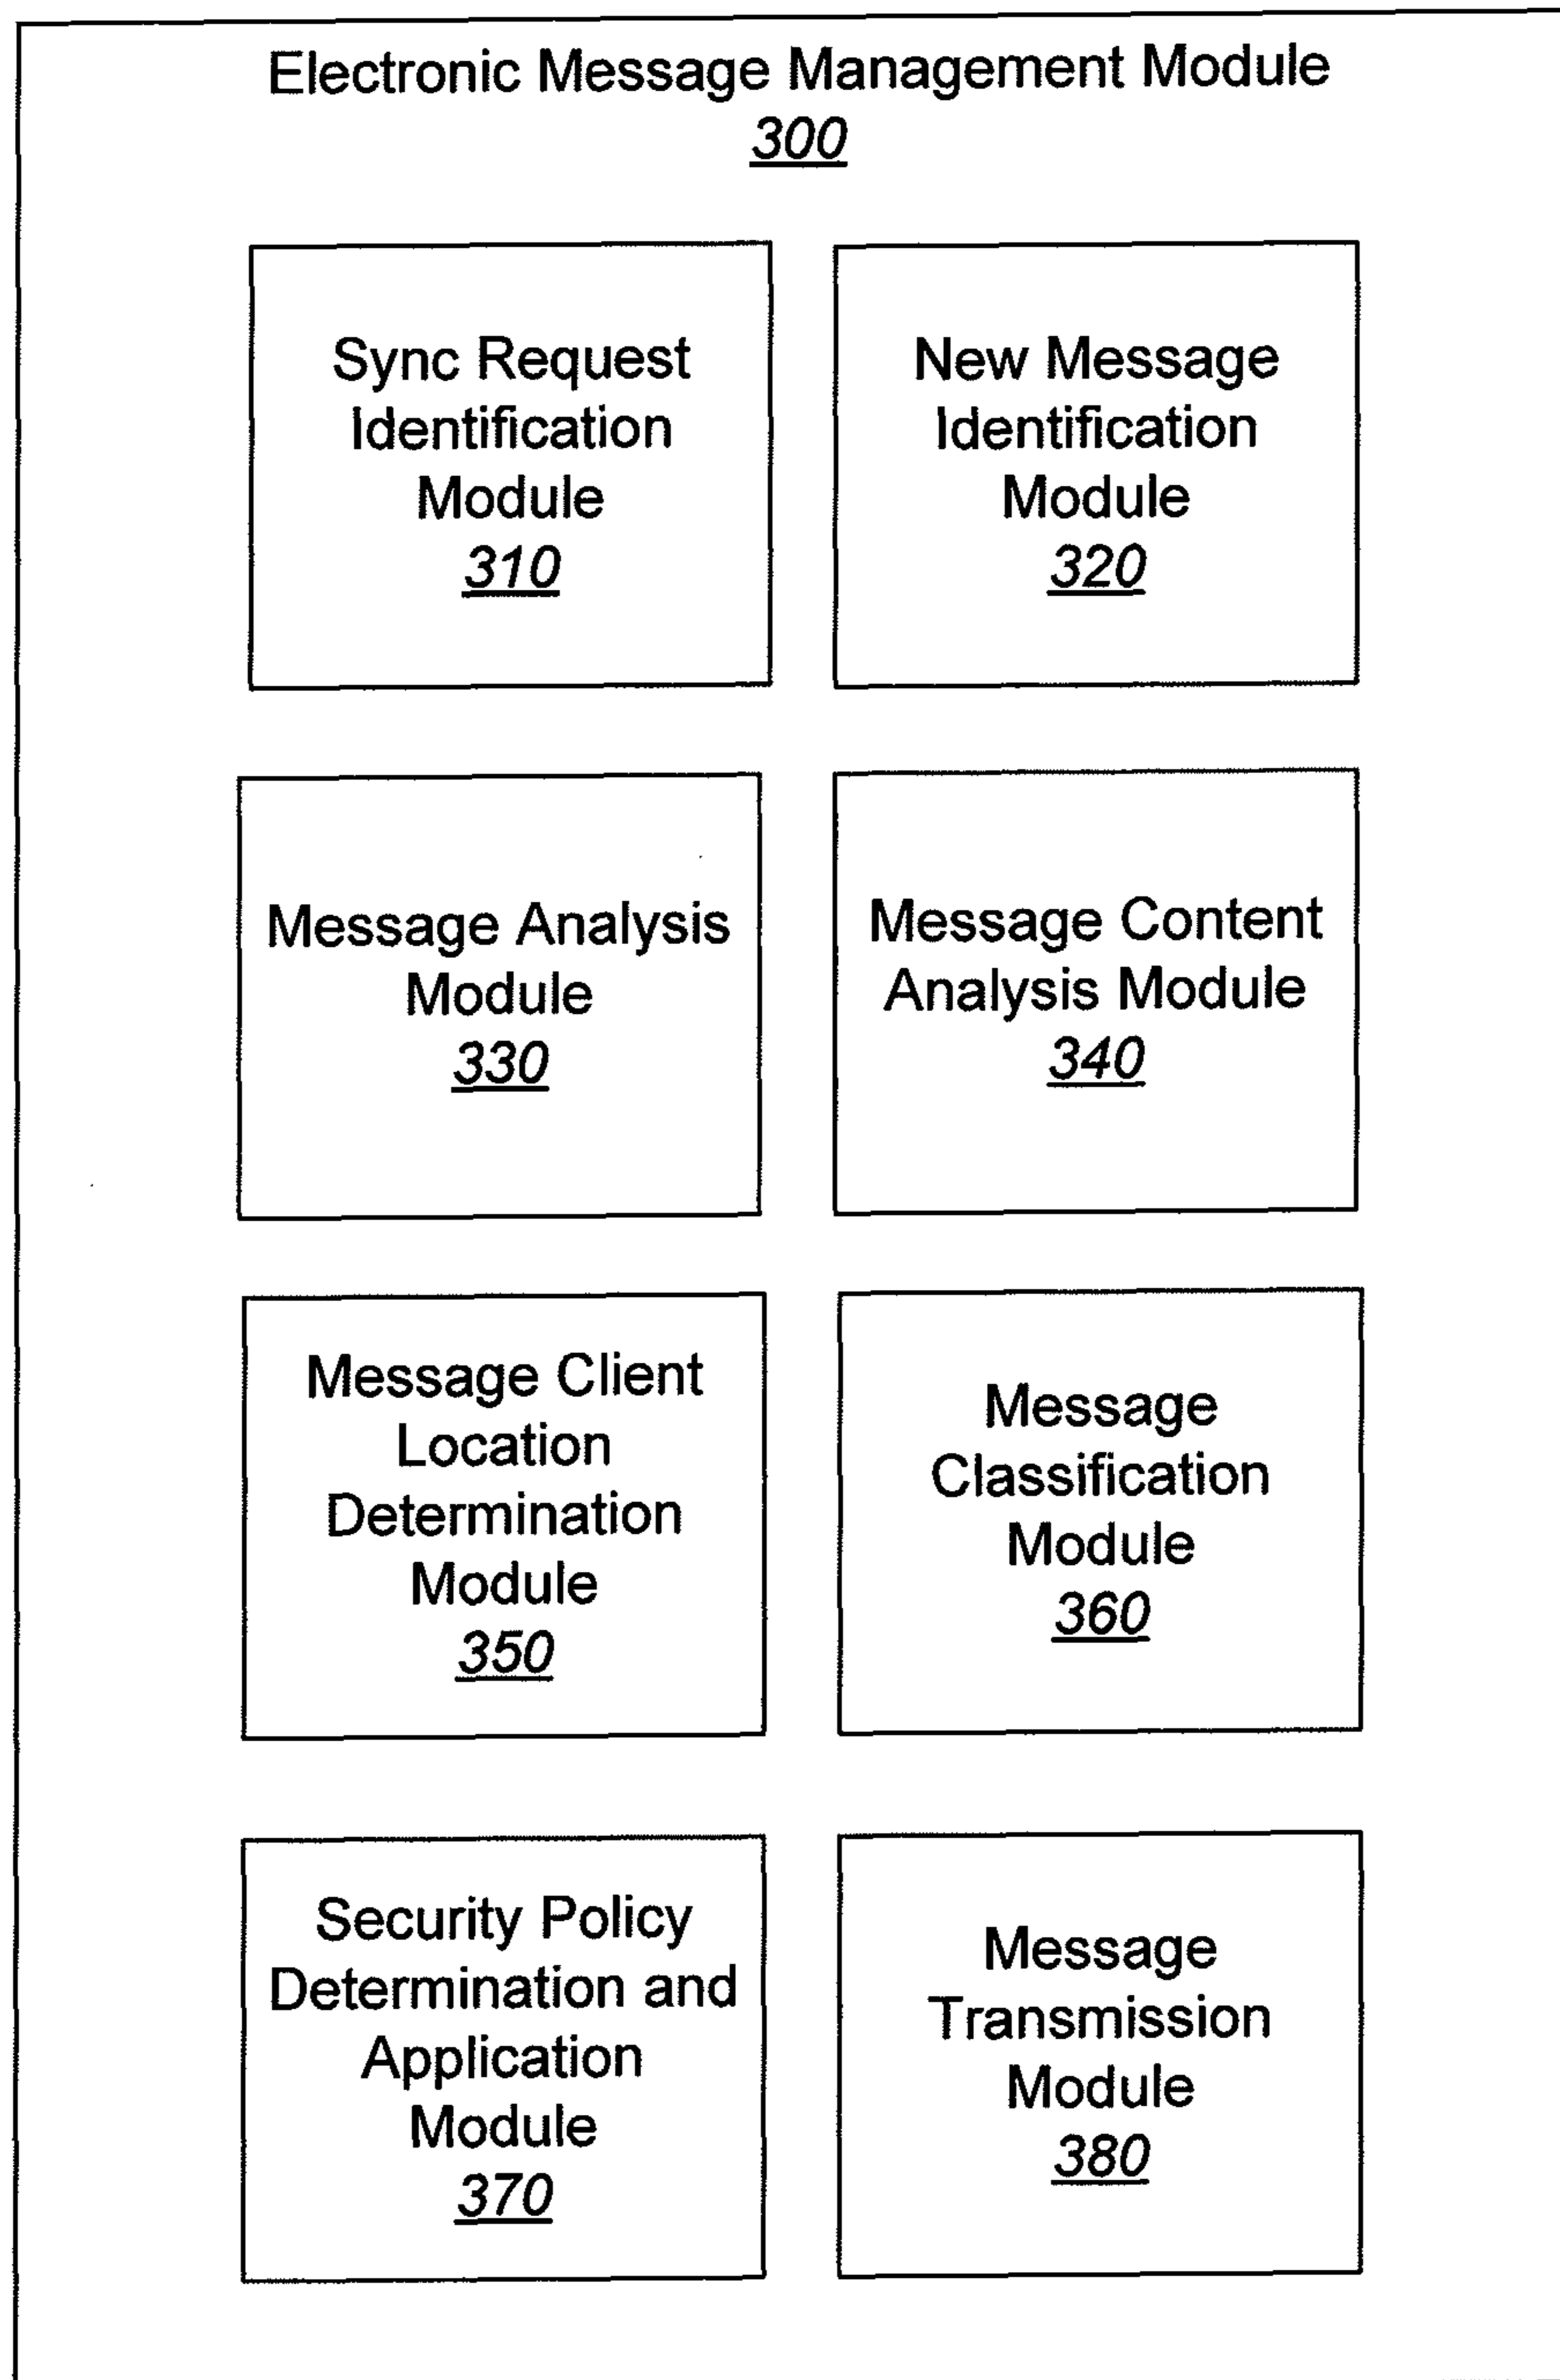 Electronic Message Management Module
300
Sync Request
Identification
Module
310
New Message
Identification
Module
320
Message Analysis
Module
330
Message Content
Analysis Module
340
Message Client
Location
Determination
Module
350
Message
Classification
Module
360
Security Policy
Determination and
Application
Module
370
Message
Transmission
Module
380